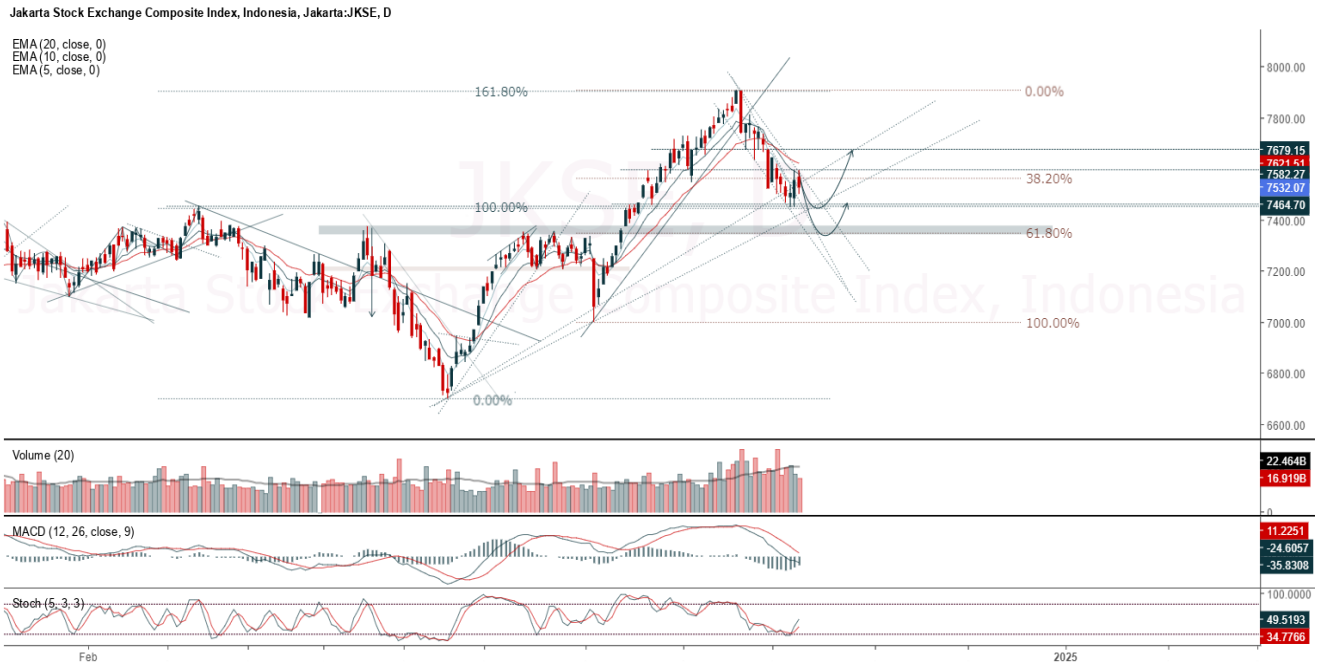 Jakarta Stock Exchange Composite Index, Indonesia, Jakarta:JKSE, D
EMA (20, close, 0)
EMA (10, close, 0)
EMA (5, close, 0)
JKSE, D
Jakarta Stock Exchange Composite Index, Indonesia
161.80%
100.00%
0.00%
0.00%
38.20%
61.80%
100.00%
8000.00
7800.00
7679.15
7621.51
7582.27
7532.07
7464.70
7400.00
7200.00
7000.00
6800.00
6600.00
Volume (20)
22.464B
16.919B
0
MACD (12, 26, close, 9)
11.2251
-24.6057
-35.8308
Stoch (5, 3, 3)
100.0000
49.5193
34.7766
Feb
2025